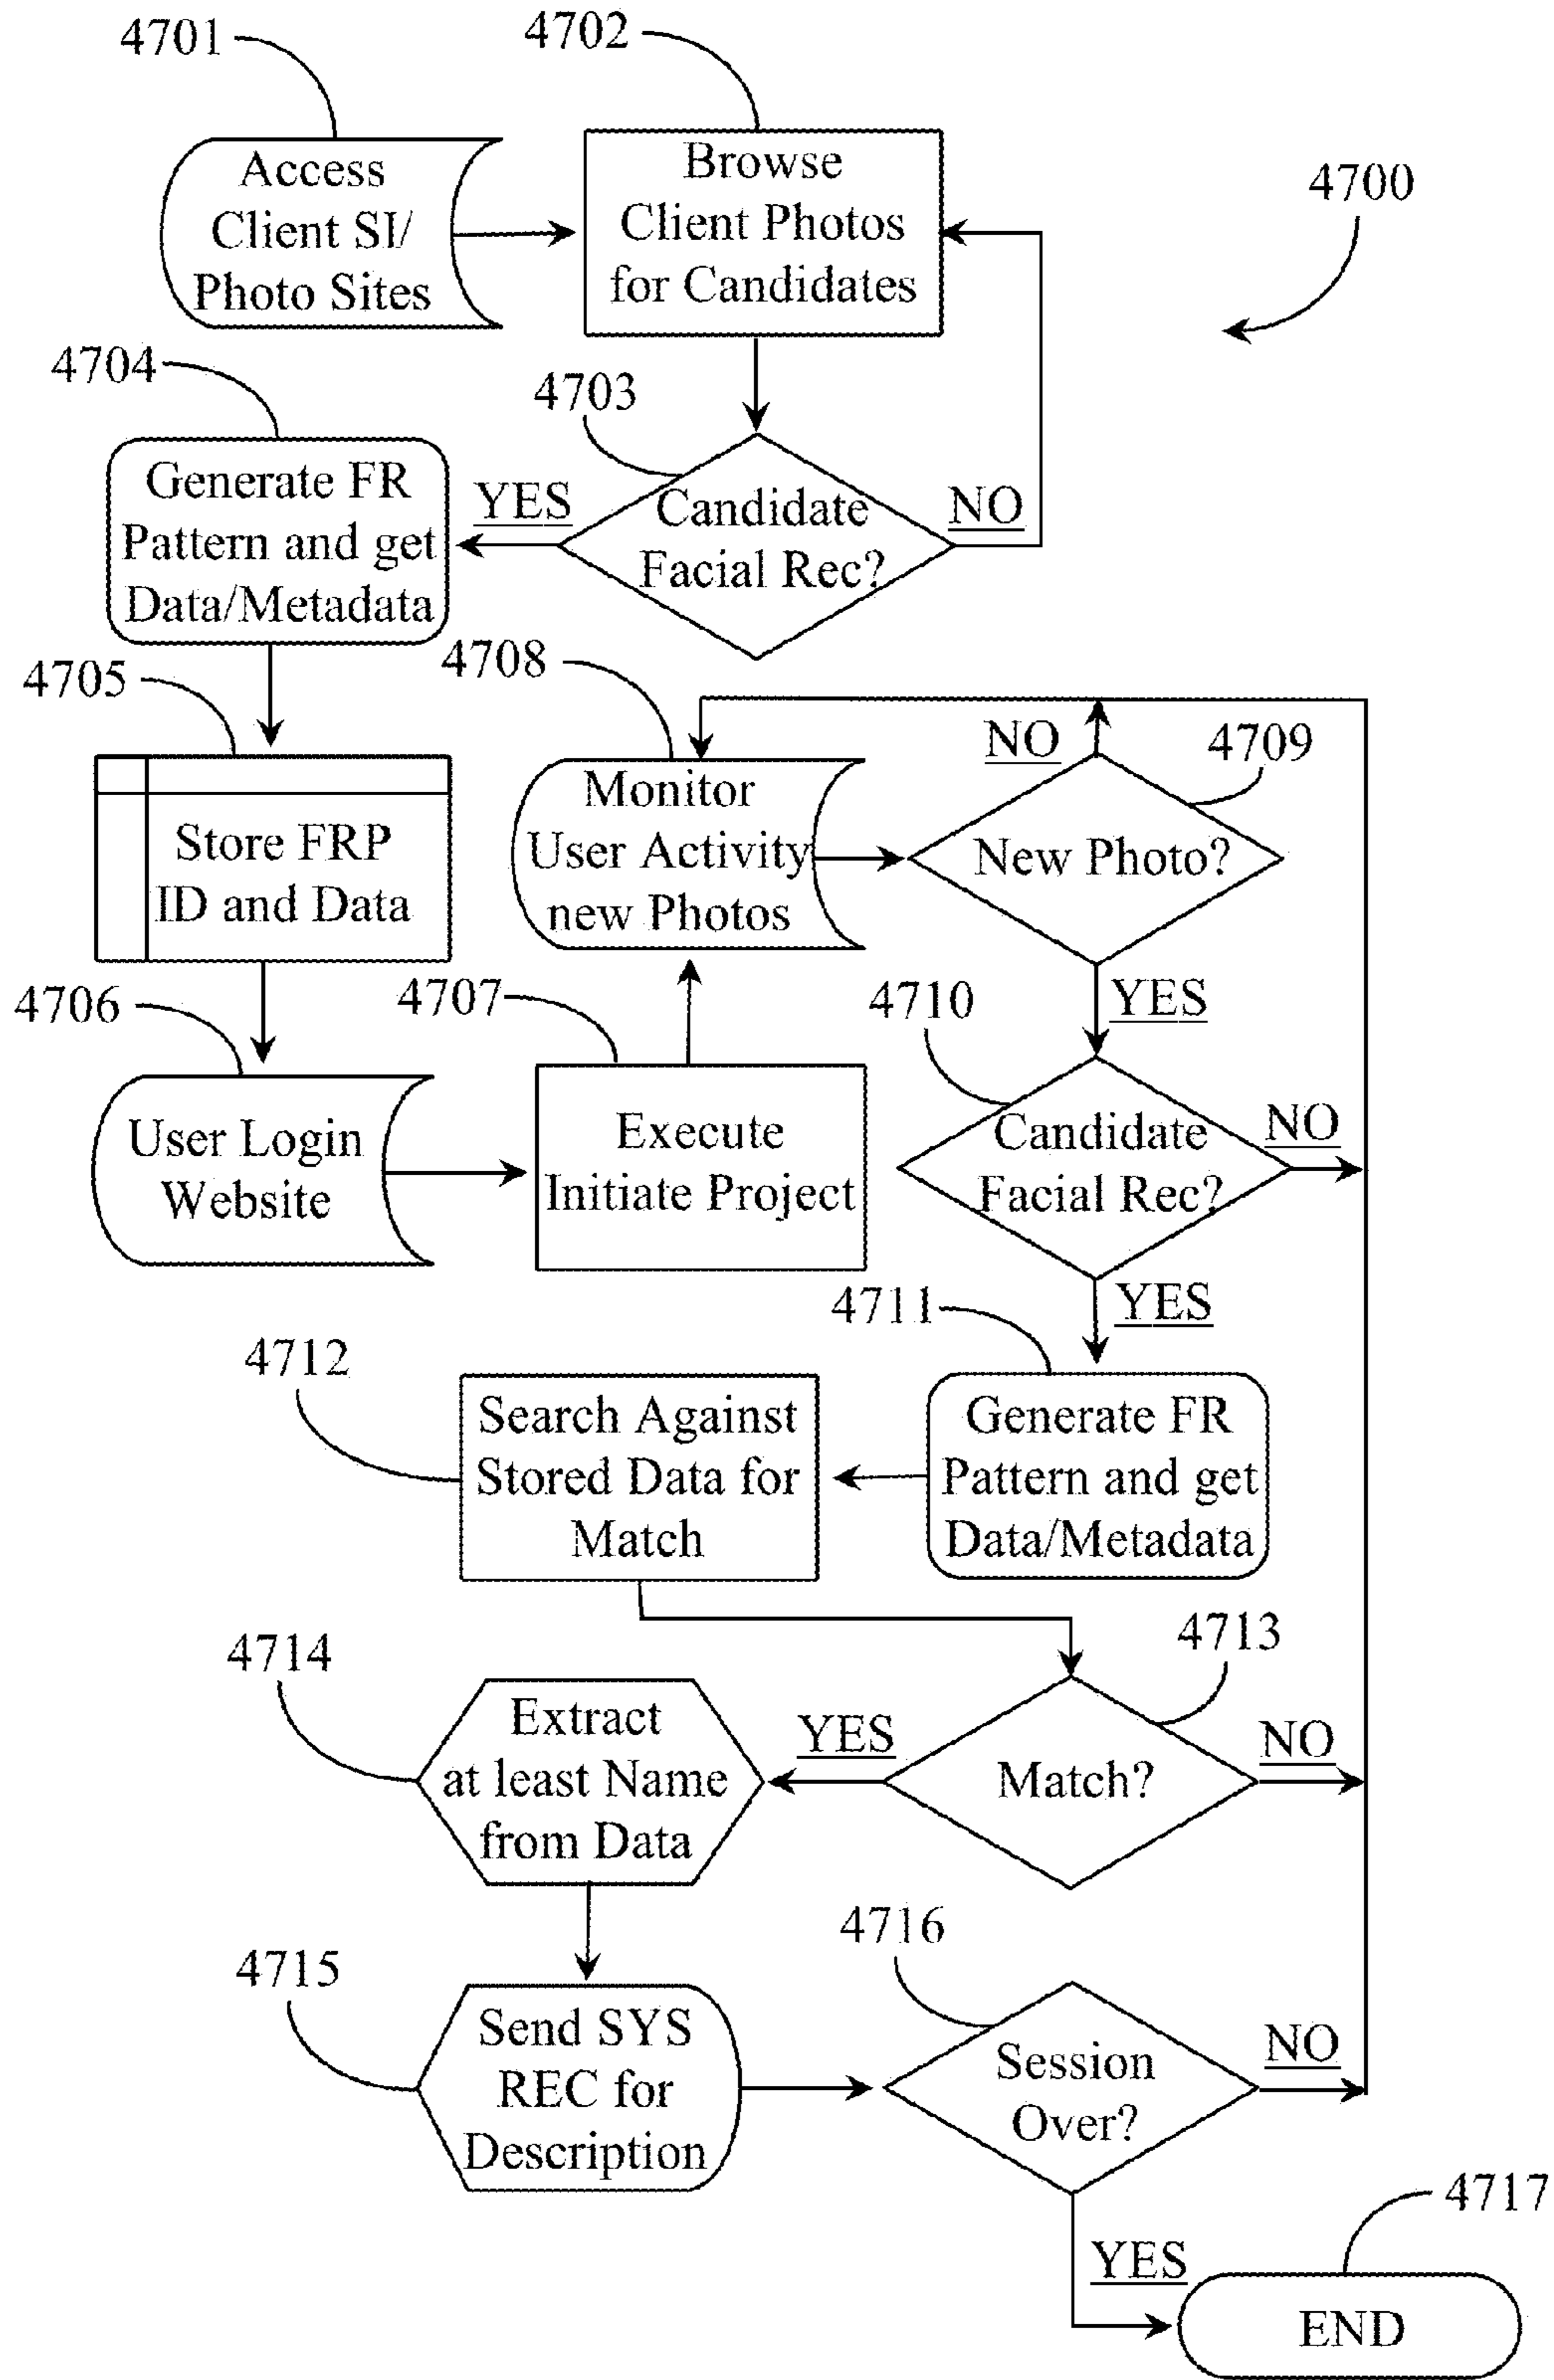 4701
4702
Access
Client SI/
Photo Sites
Browse
Client Photos
for Candidates
4700
4704
4703
Generate FR
Pattern and get
Data/Metadata
YES
Candidate
Facial Rec?
NO
4705
4708
Store FRP
ID and Data
Monitor
User Activity
new Photos
NO
4709
New Photo?
YES
4706
4707
4710
User Login
Website
Execute
Initiate Project
Candidate
Facial Rec?
NO
YES
4711
4712
Search Against
Stored Data for
Match
Generate FR
Pattern and get
Data/Metadata
4713
4714
Extract
at least Name
from Data
YES
Match?
NO
4716
4715
Send SYS
REC for
Description
Session
Over?
NO
YES
4717
END